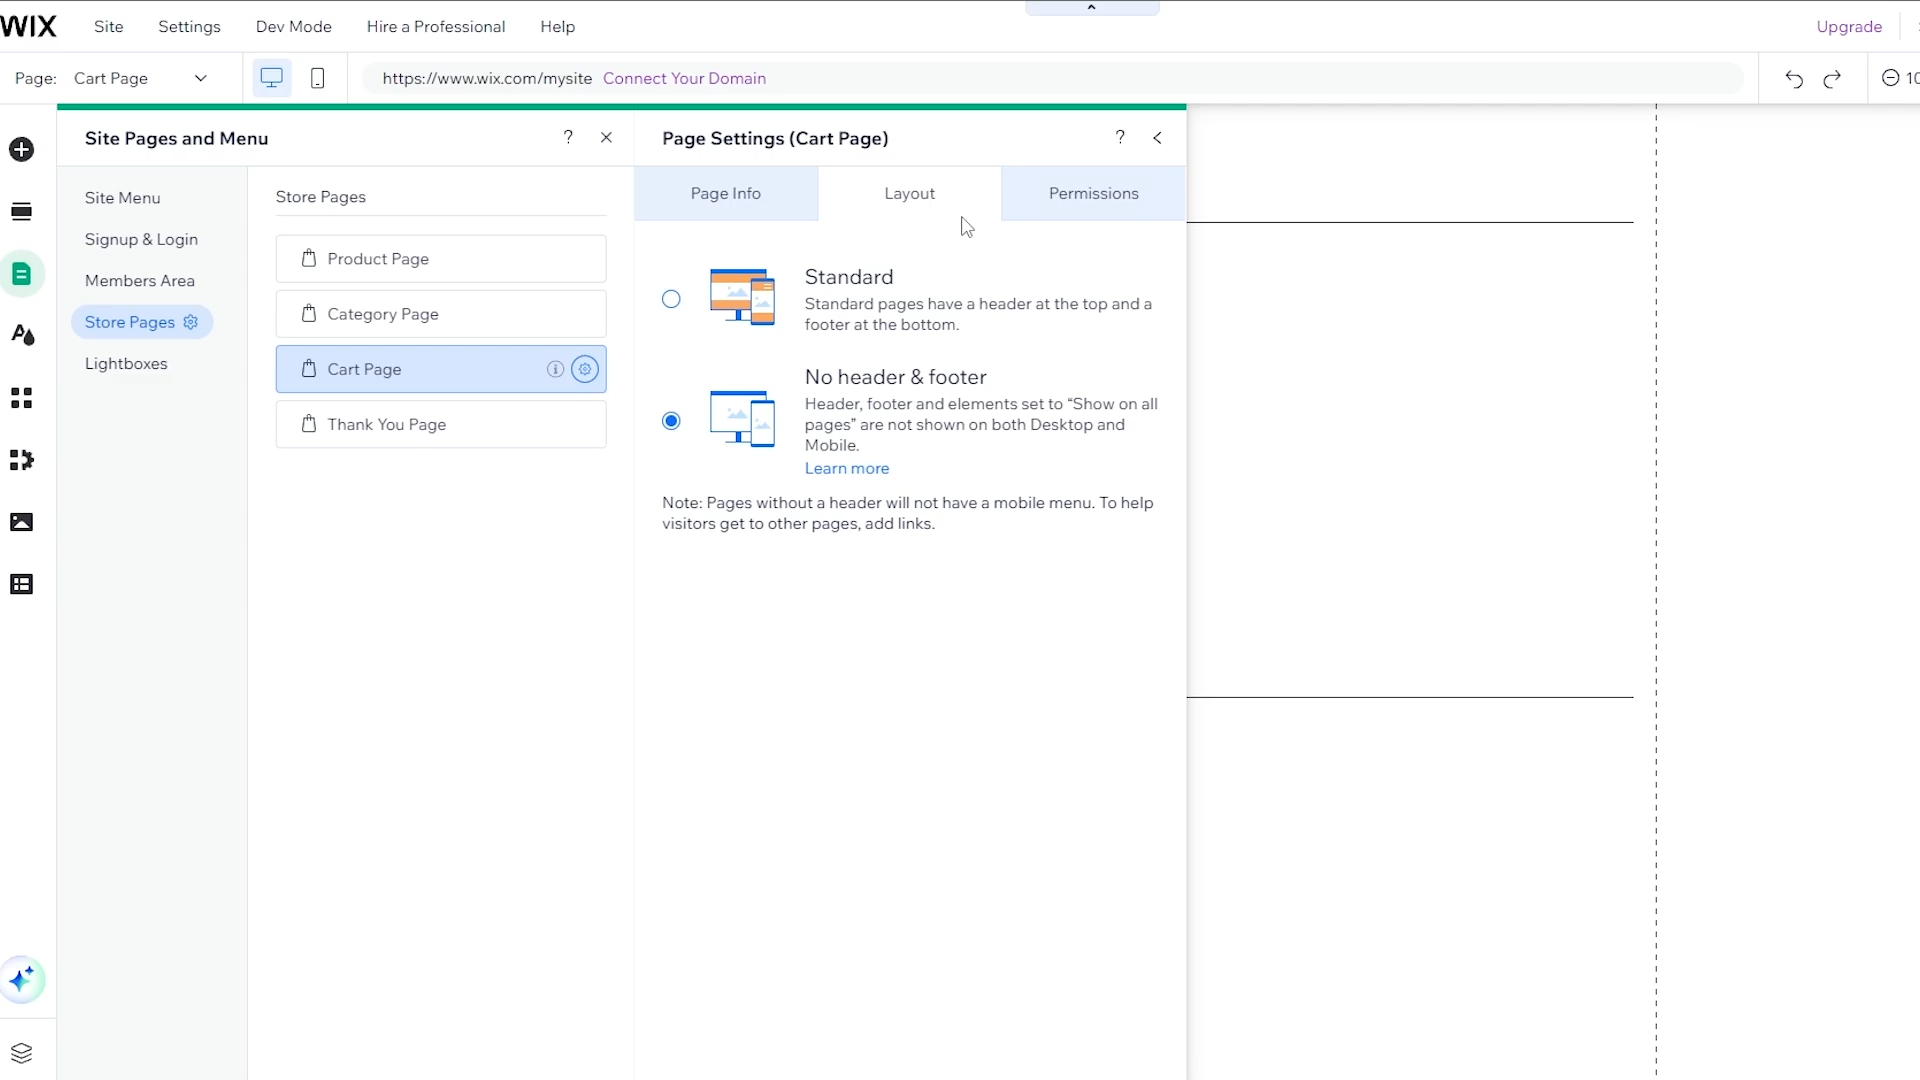 WIX Site Settings Dev Mode Hire a Professional Help Upgrade
Page: Cart Page https://www.wix.com/mysite Connect Your Domain 10
Site Pages and Menu ?
Site Menu
Signup & Login
Members Area
Store Pages
Lightboxes
Store Pages
Product Page
Category Page
Cart Page
Thank You Page
Page Settings (Cart Page) ?
Page Info Layout Permissions
Standard
Standard pages have a header at the top and a
footer at the bottom.
No header & footer
Header, footer and elements set to “Show on all
pages” are not shown on both Desktop and
Mobile.
Learn more
Note: Pages without a header will not have a mobile menu. To help
visitors get to other pages, add links.